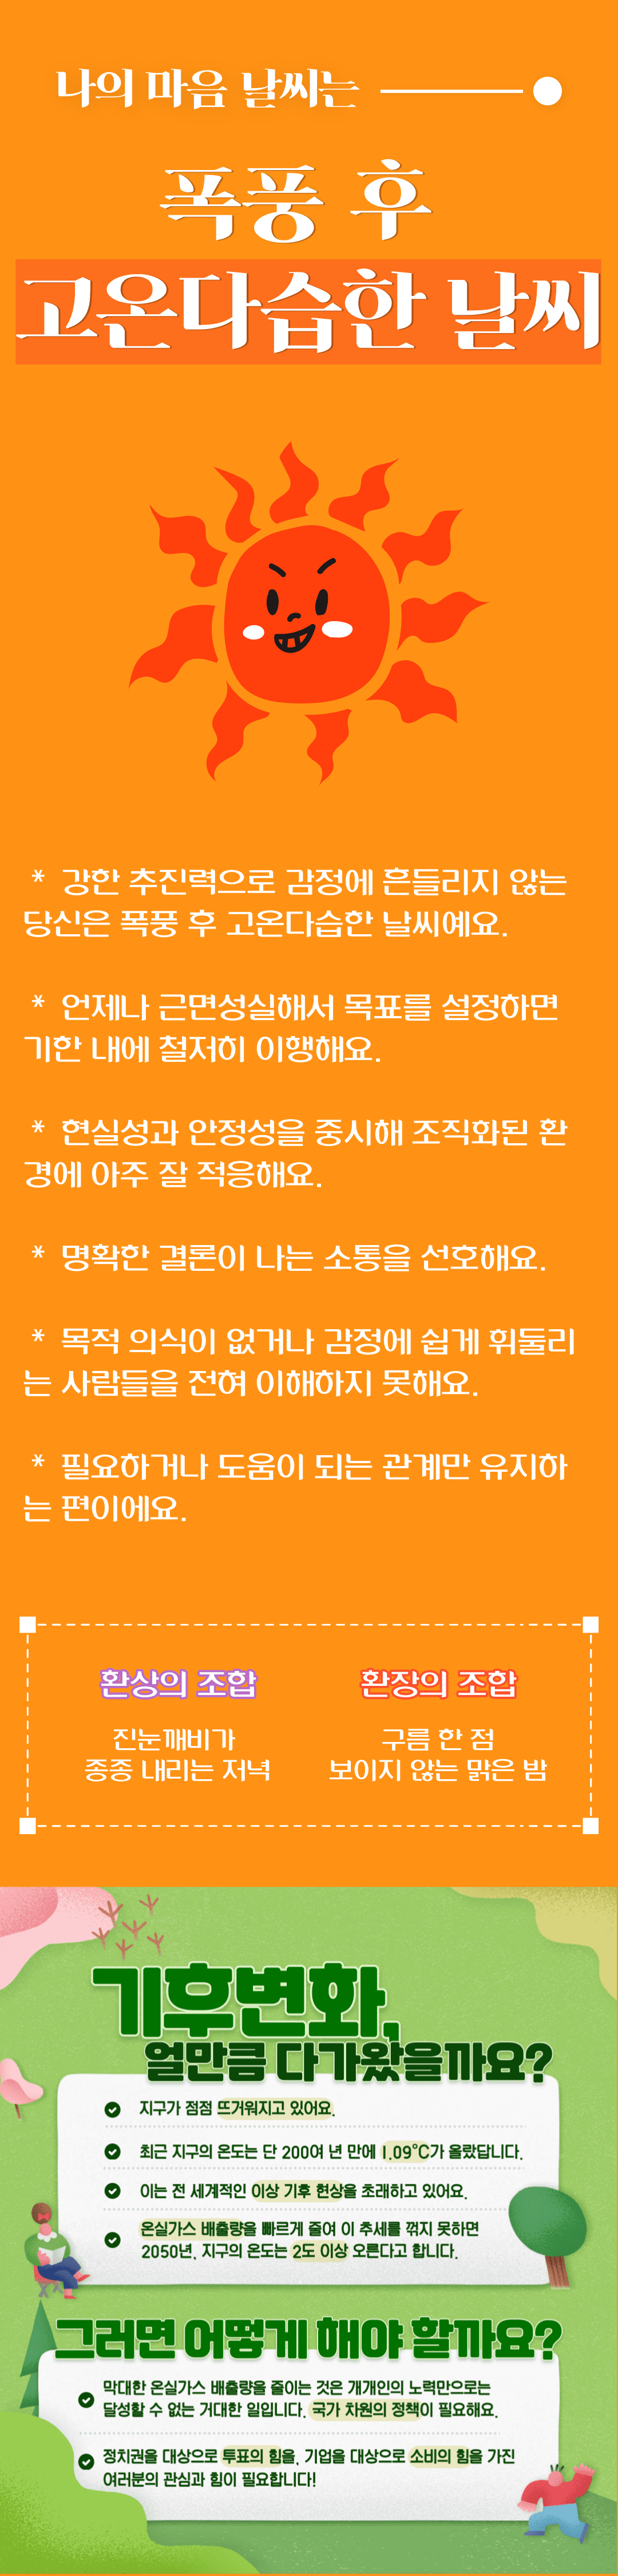 나의 마음 날씨는
폭풍 후
고온다습한 날씨
* 강한 추진력으로 감정에 흔들리지 않는
당신은 폭풍 후 고온다습한 날씨예요.
* 언제나 근면성실해서 목표를 설정하면
기한 내에 철저히 이행해요.
* 현실성과 안정성을 중시해 조직화된 환
경에 아주 잘 적응해요.
* 명확한 결론이 나는 소통을 선호해요.
* 목적 의식이 없거나 감정에 쉽게 휘둘리
는 사람들을 전혀 이해하지 못해요.
* 필요하거나 도움이 되는 관계만 유지하
는 편이에요.
환상의 조합
진눈깨비가
종종 내리는 저녁
환장의 조합
구름 한 점
보이지 않는 맑은 밤
기후변화,
얼만큼 다가왔을까요?
지구가 점점 뜨거워지고 있어요.
최근 지구의 온도는 단 200여 년 만에 1.09°C가 올랐답니다.
이는 전 세계적인 이상 기후 현상을 초래하고 있어요.
온실가스 배출량을 빠르게 줄여 이 추세를 꺾지 못하면
2050년, 지구의 온도는 2도 이상 오른다고 합니다.
그러면 어떻게 해야 할까요?
막대한 온실가스 배출량을 줄이는 것은 개개인의 노력만으로는
달성할 수 없는 거대한 일입니다. 국가 차원의 정책이 필요해요.
정치권을 대상으로 투표의 힘을, 기업을 대상으로 소비의 힘을 가진
여러분의 관심과 힘이 필요합니다!